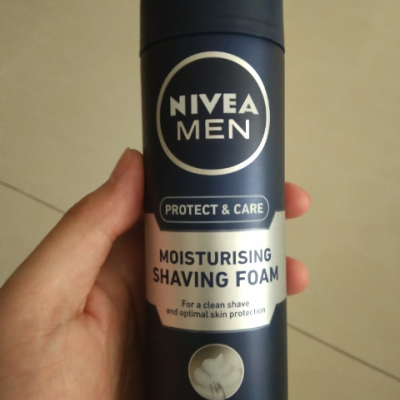 NIVEA
MEN
PROTECT & CARE
MOISTURISING
SHAVING FOAM
For a clean shave
and optimal skin protection